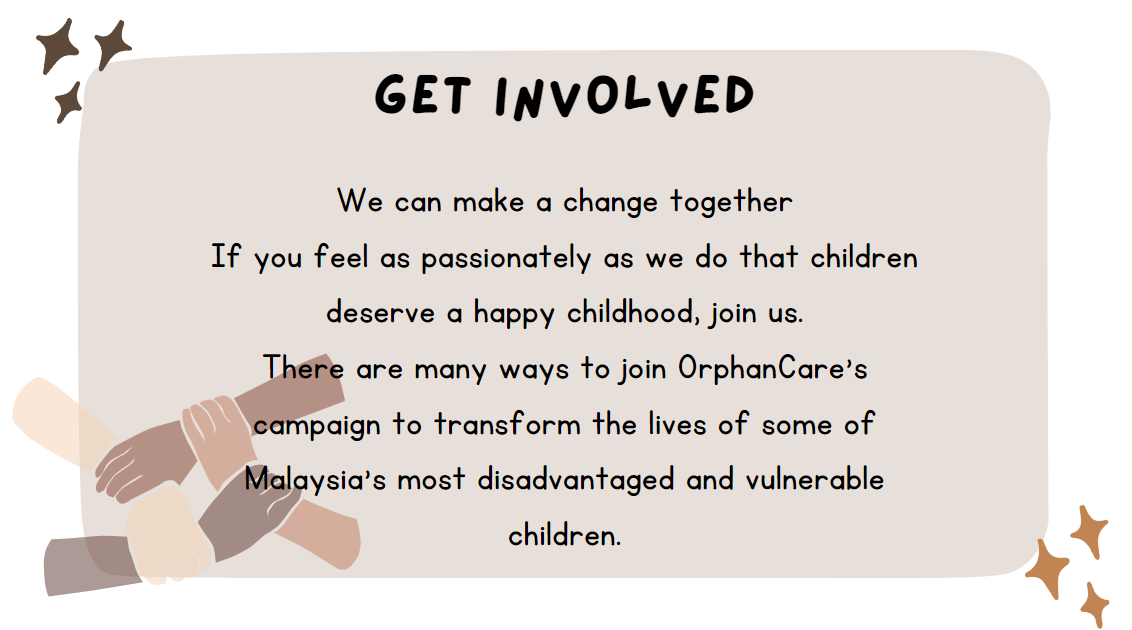 GET INVOLVED
We can make a change together
If you feel as passionately as we do that children
deserve a happy childhood, join us.
There are many ways to join OrphanCare's
campaign to transform the lives of some of
Malaysia's most disadvantaged and vulnerable
children.